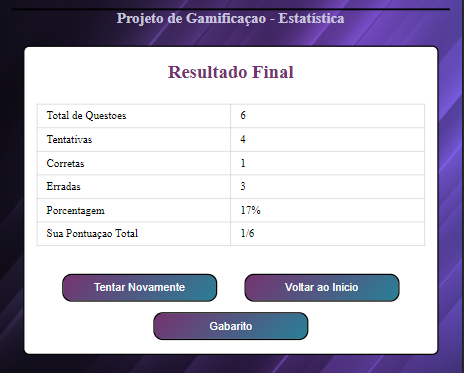 Projeto de Gamificaçao - Estatística
Resultado Final
Total de Questoes 6
Tentativas 4
Corretas 1
Erradas 3
Porcentagem 17%
Sua Pontuaçao Total 1/6
Tentar Novamente Voltar ao Inicio
Gabarito